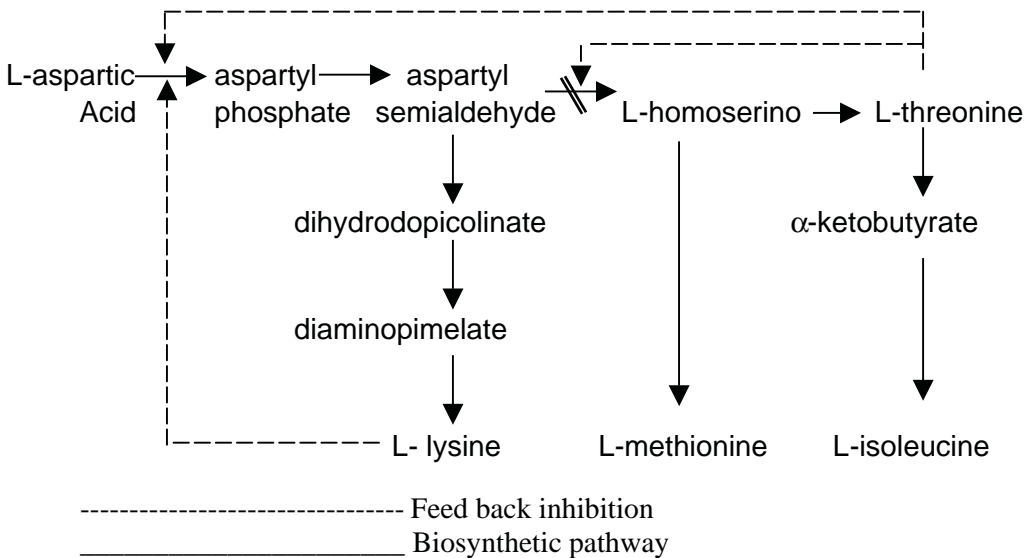 L-aspartic Acid
aspartyl phosphate
aspartyl semialdehyde
L-homoserino
L-threonine
dihydrodopicolinate
α-ketobutyrate
diaminopimelate
L- lysine
L-methionine
L-isoleucine
Feed back inhibition
Biosynthetic pathway